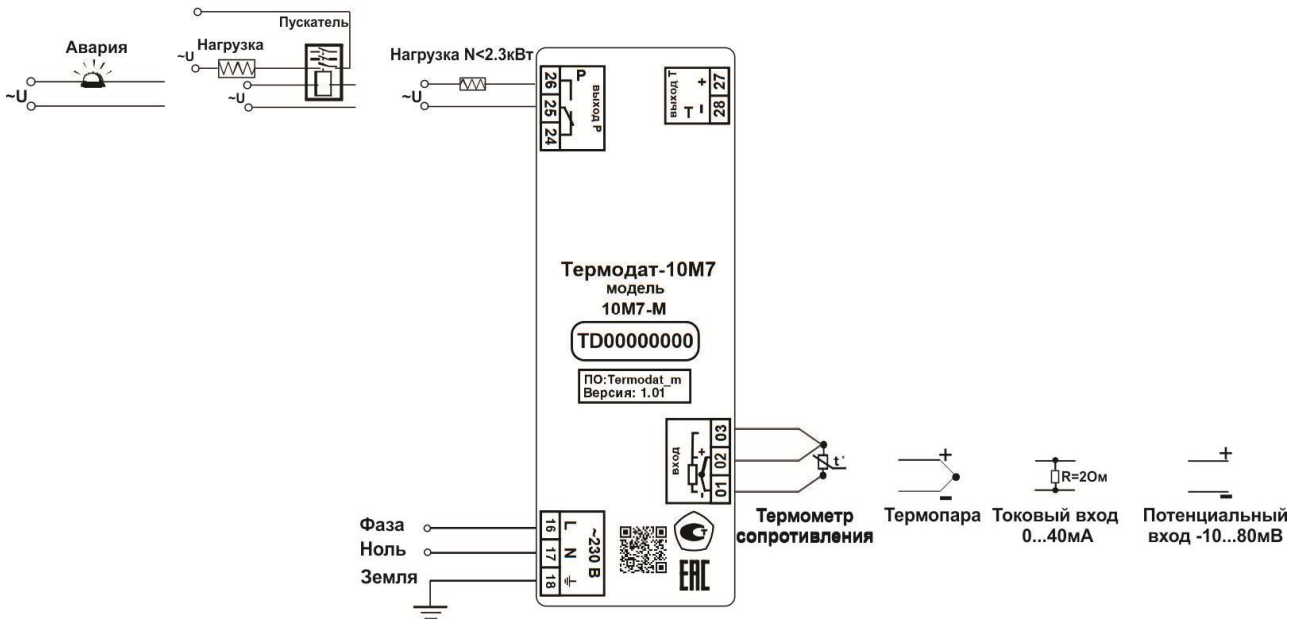 Авария
~U
Пускатель
Нагрузка
~U
~U
Нагрузка N<2.3кВт
~U
26
25
24
P
выход P
выход T
T
+
-
27
28
Термодат-10М7
модель
10М7-М
TD00000000
ПО:Termodat_m
Версия: 1.01
вход
+
-
03
02
01
t°
Термометр
сопротивления
+
-
Термопара
R=2Ом
Токовый вход
0...40мА
+
-
Потенциальный
вход -10...80мВ
Фаза
Ноль
Земля
16
17
18
L
N
~230 В
ЕАС